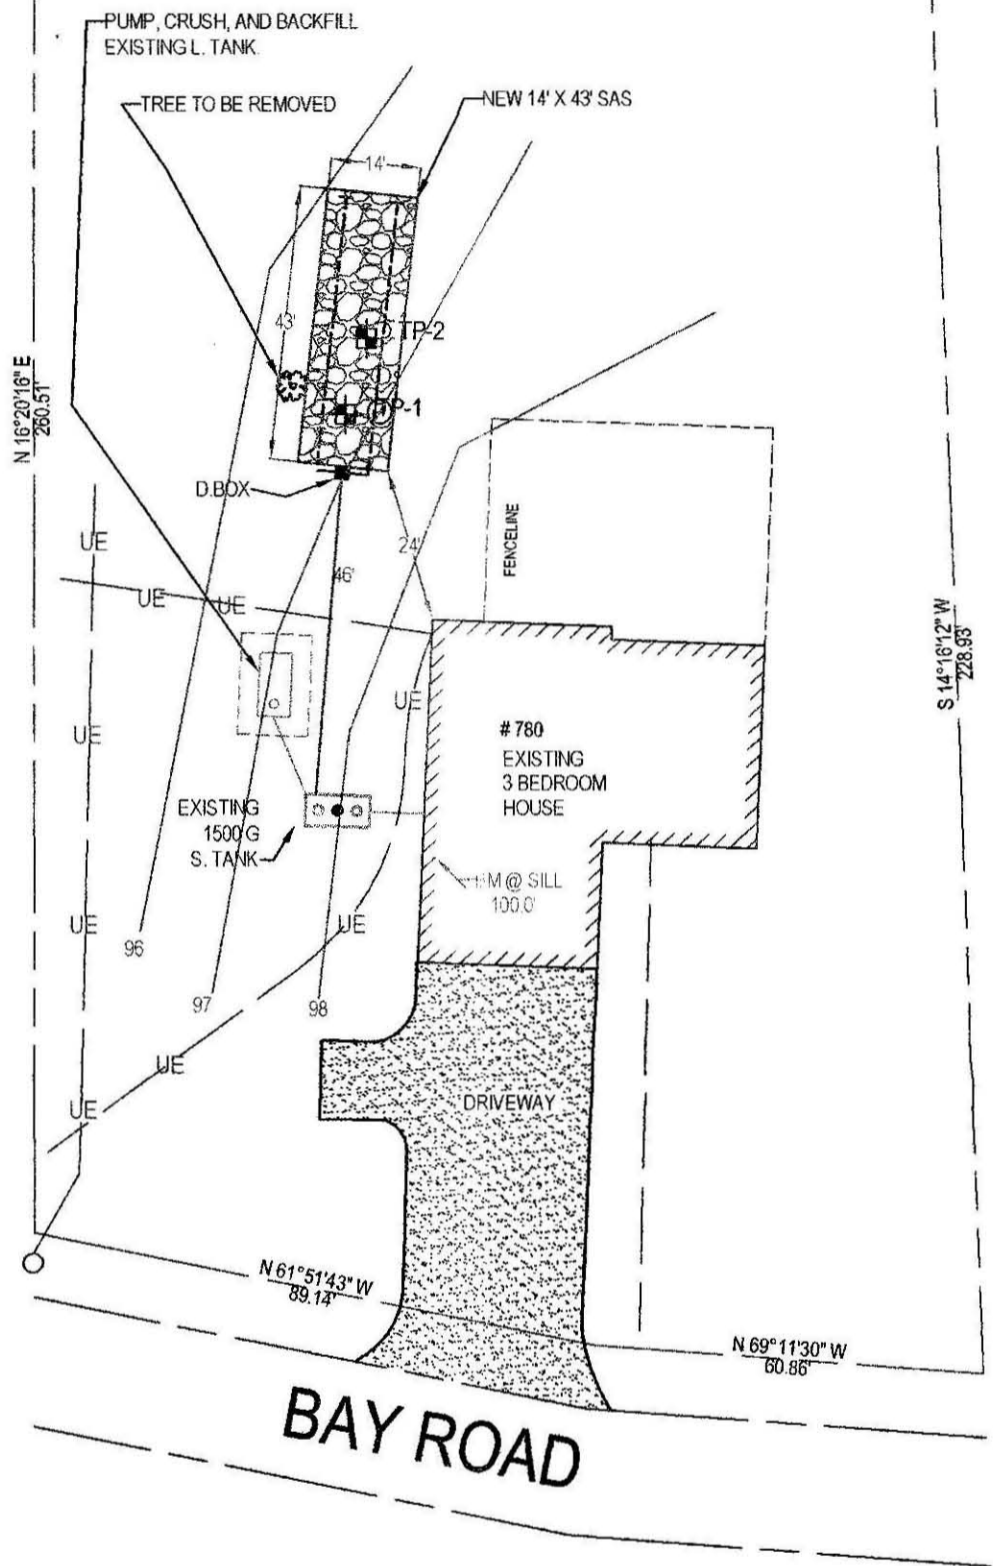 PUMP, CRUSH, AND BACKFILL
EXISTING L. TANK
TREE TO BE REMOVED
NEW 14' X 43' SAS
14'
43'
TP-2
P-1
N 16°20'16" E
260.51'
D.BOX
24'
46'
FENCELINE
UE
UE
UE
UE
UE
S 14°16'12" W
228.93'
# 780
EXISTING
3 BEDROOM
HOUSE
EXISTING
1500 G
S. TANK
M @ SILL
100.0'
UE
UE
96
97
98
UE
UE
DRIVEWAY
N 61°51'43" W
89.14'
N 69°11'30" W
60.86'
BAY ROAD